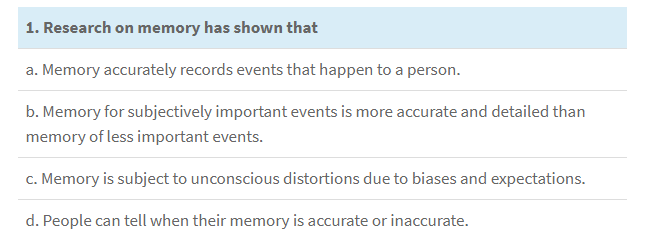 1. Research on memory has shown that
a. Memory accurately records events that happen to a person.
b. Memory for subjectively important events is more accurate and detailed than
memory of less important events.
c. Memory is subject to unconscious distortions due to biases and expectations.
d. People can tell when their memory is accurate or inaccurate.